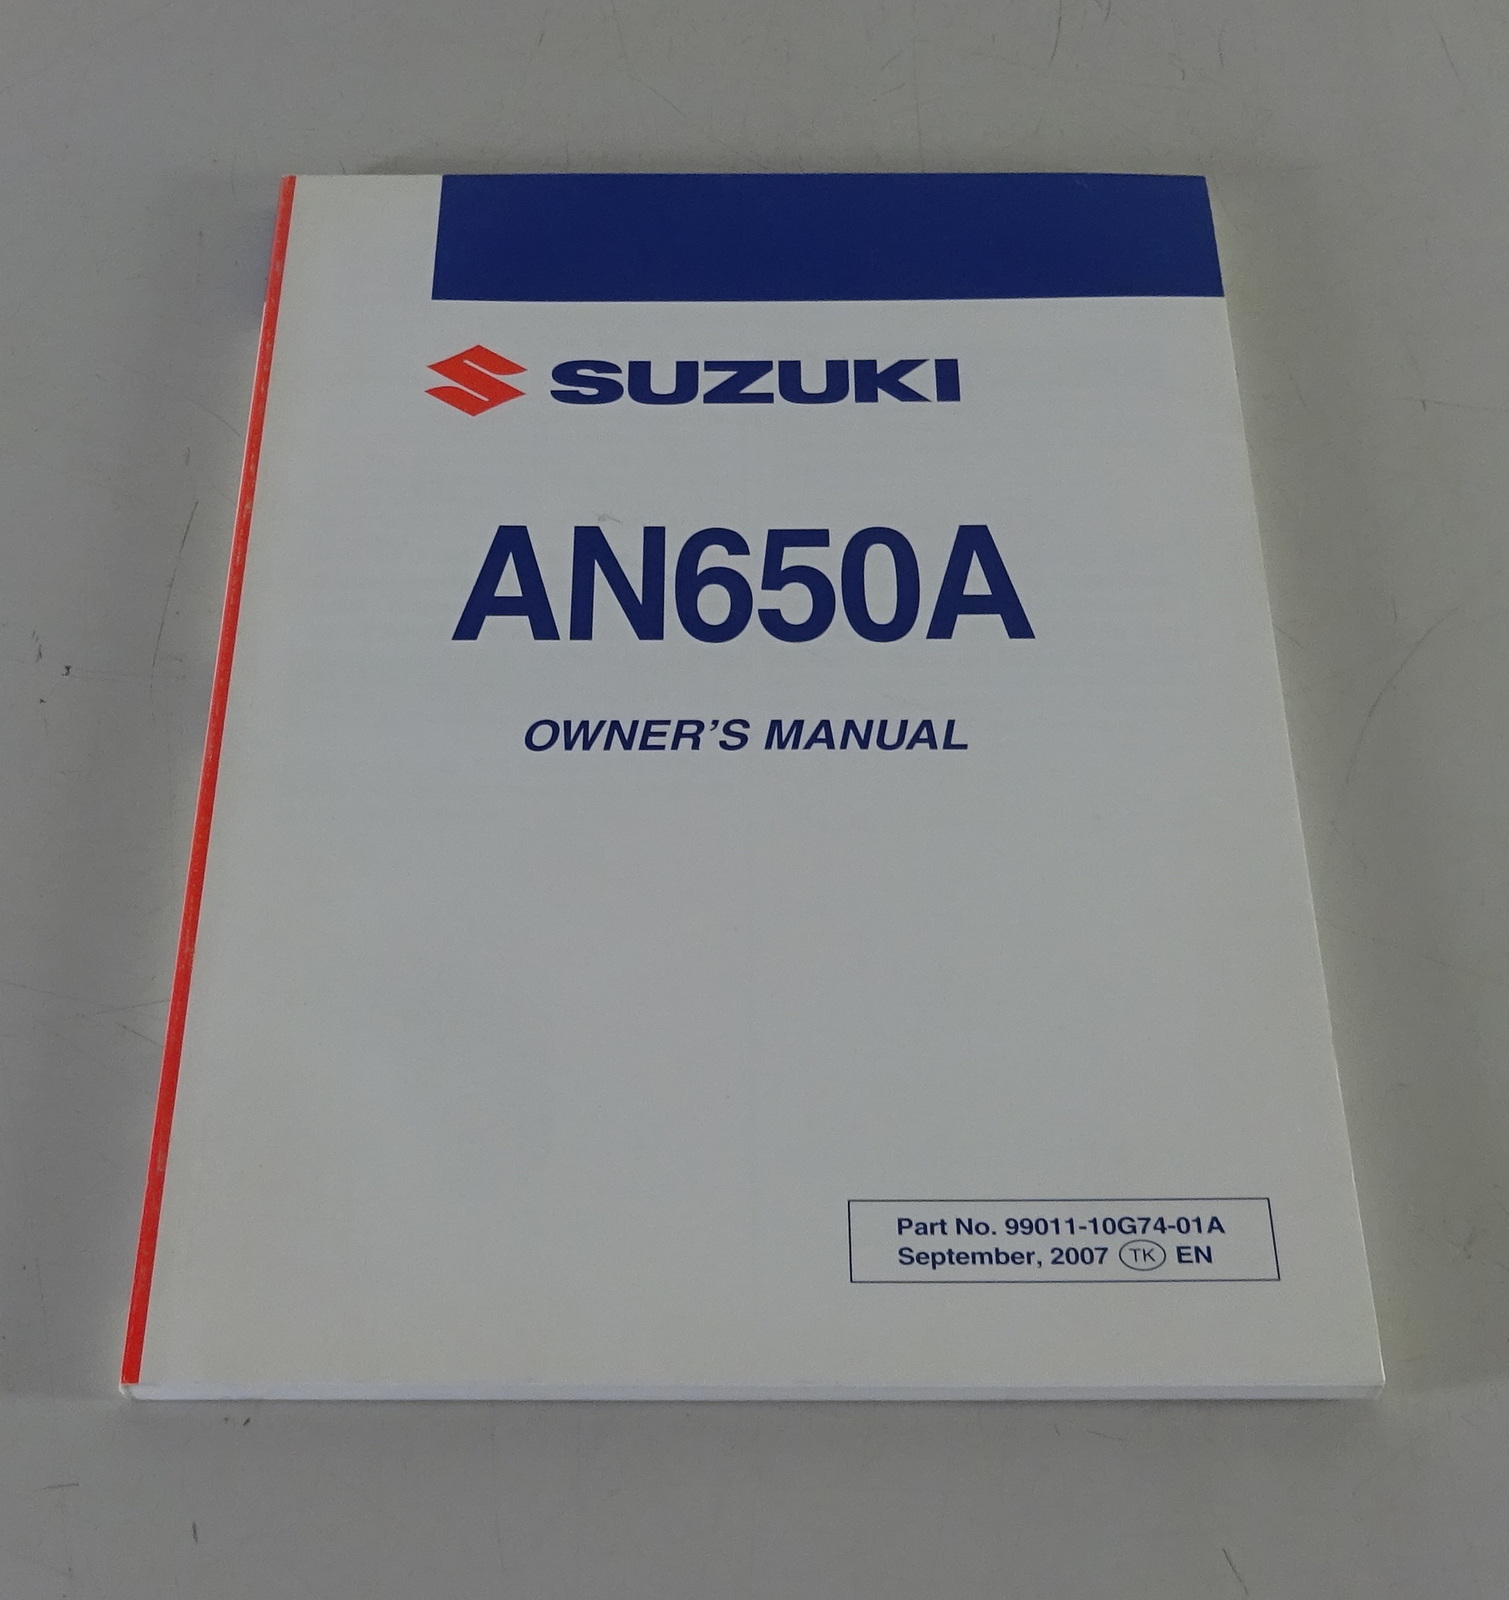 SUZUKI
AN650A
OWNER’S MANUAL
Part No. 99011-10G74-01A
September, 2007 TK EN